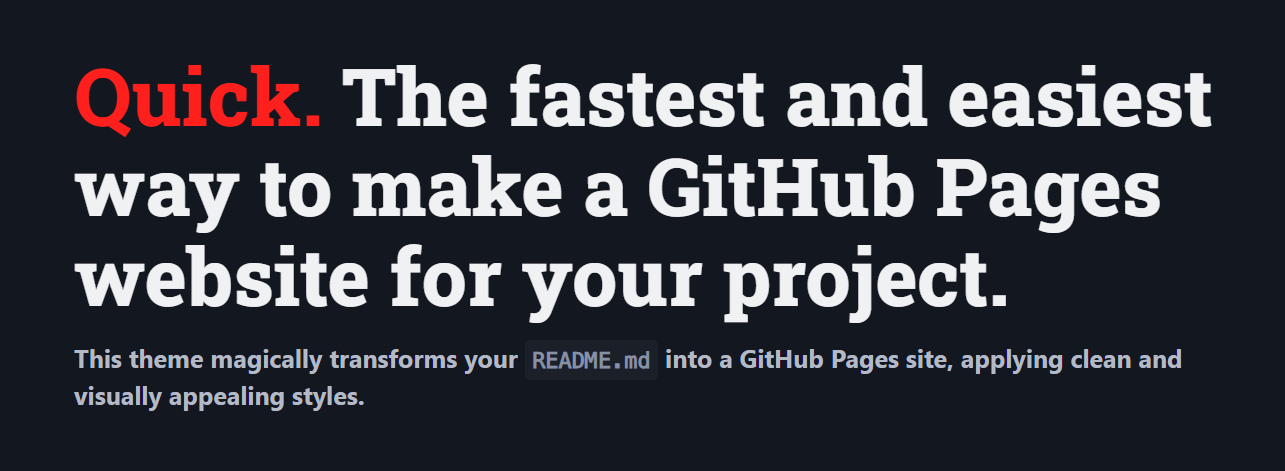 Quick. The fastest and easiest
way to make a GitHub Pages
website for your project.
This theme magically transforms your README.md into a GitHub Pages site, applying clean and
visually appealing styles.